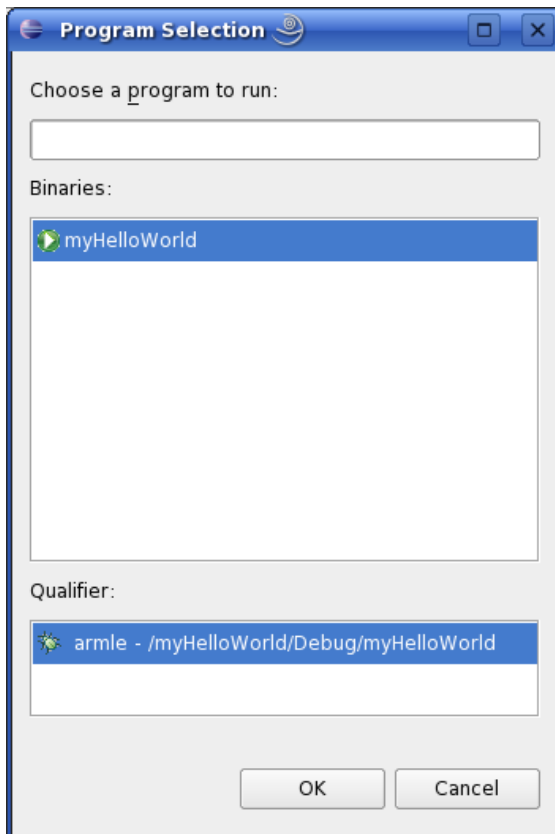 Program Selection
Choose a program to run:
Binaries:
myHelloWorld
Qualifier:
armle - /myHelloWorld/Debug/myHelloWorld
OK Cancel